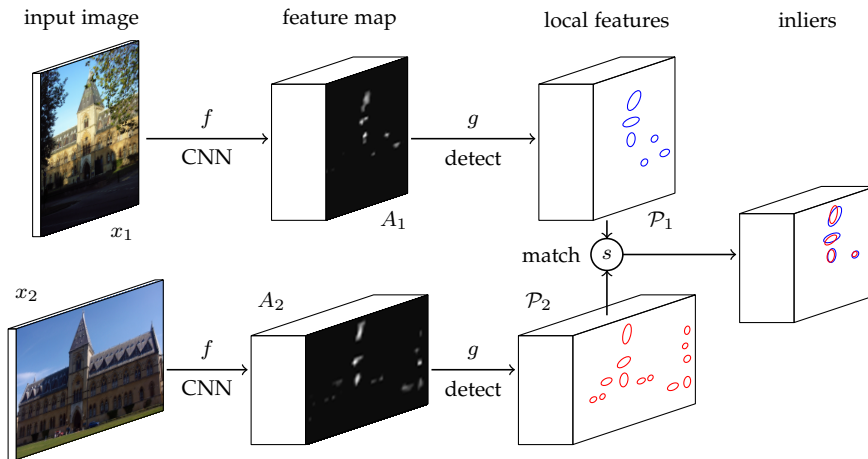 input image feature map local features inliers
f g
CNN detect
x₁ A₁ 𝒫₁
match s
x₂ A₂ 𝒫₂
f g
CNN detect